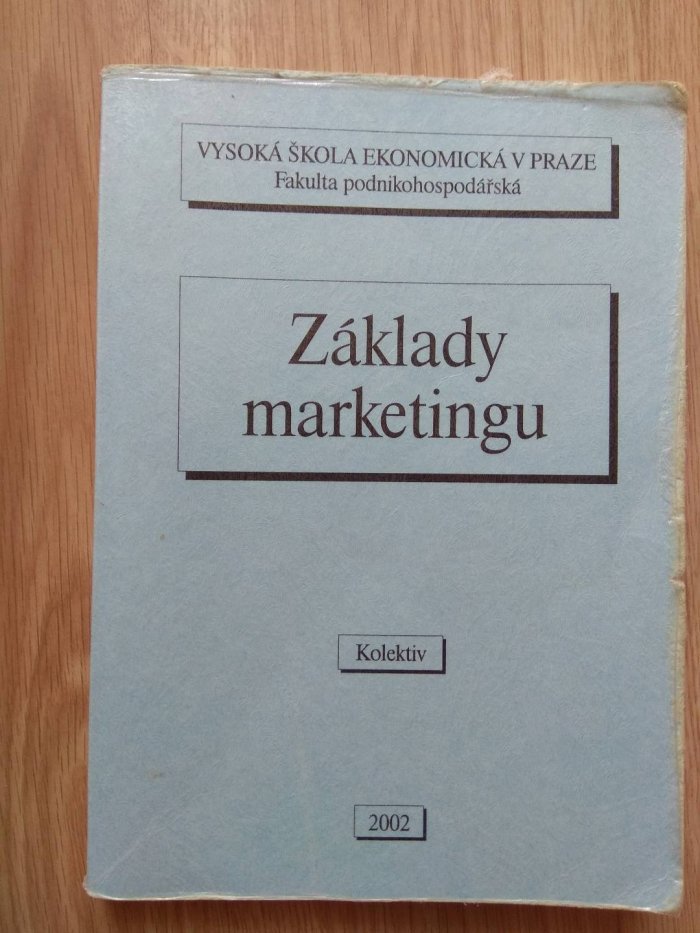 VYSOKÁ ŠKOLA EKONOMICKÁ V PRAZE
Fakulta podnikohospodářská
Základy
marketingu
Kolektiv
2002